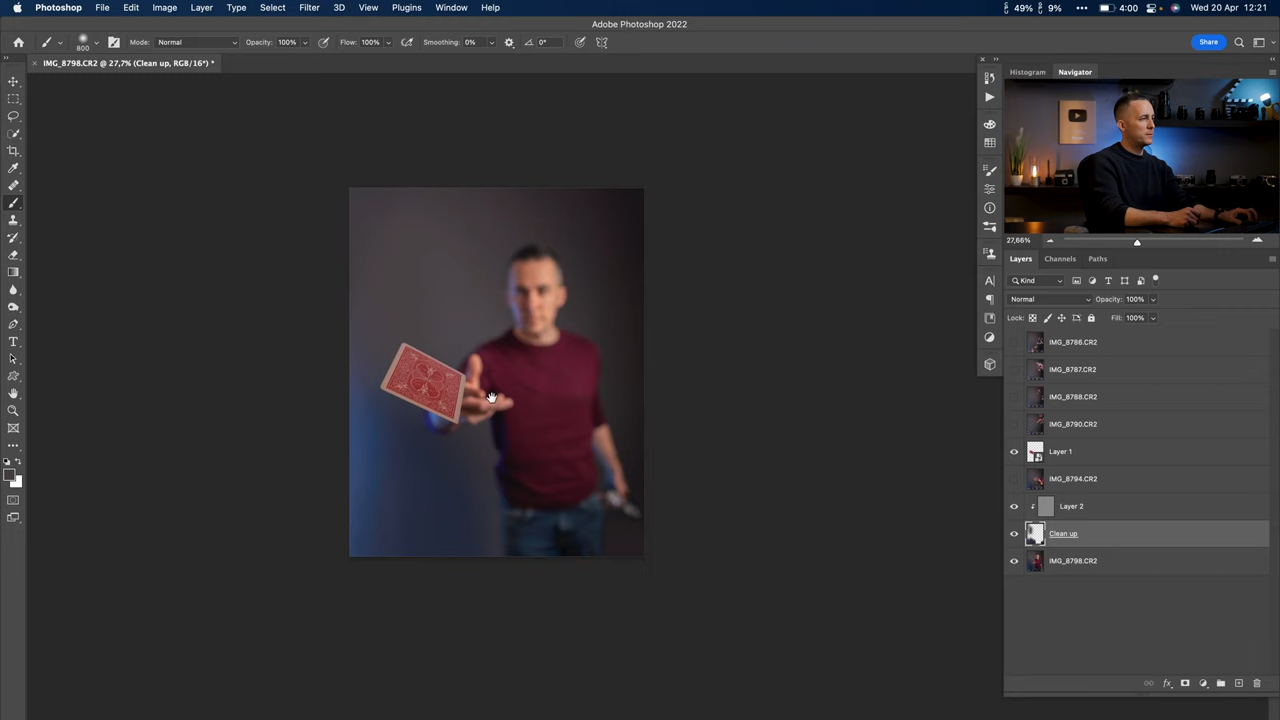 Photoshop File Edit Image Layer Type Select Filter 3D View Plugins Window Help 49% 9% 4:00 Wed 20 Apr 12:21
Adobe Photoshop 2022
800 Mode: Normal Opacity: 100% Flow: 100% Smoothing: 0% 0° Share
IMG_8798.CR2 @ 27,7% (Clean up, RGB/16*) *
Histogram Navigator
27,66%
Layers Channels Paths
Kind
Normal Opacity: 100%
Lock: Fill: 100%
IMG_8786.CR2
IMG_8787.CR2
IMG_8788.CR2
IMG_8790.CR2
Layer 1
IMG_8794.CR2
Layer 2
Clean up
IMG_8798.CR2